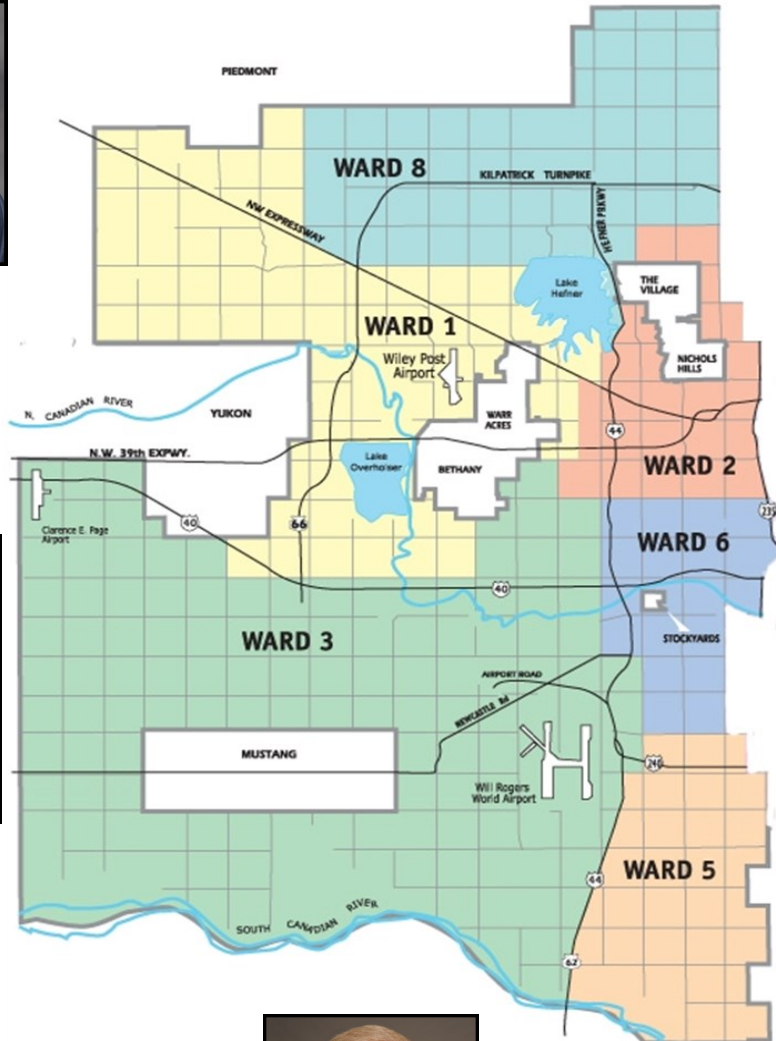 PIEDMONT
WARD 8
KILPATRICK TURNPIKE
HEFNER PRKWY
NW EXPRESSWAY
Lake
Hefner
THE
VILLAGE
WARD 1
Wiley Post
Airport
NICHOLS
HILLS
N. CANADIAN RIVER
YUKON
WARR
ACRES
44
N.W. 39th EXPWY.
Lake
Overholser
BETHANY
WARD 2
40
66
235
Clarence E. Page
Airport
WARD 6
40
STOCKYARDS
WARD 3
AIRPORT ROAD
NEWCASTLE Rd
MUSTANG
240
Will Rogers
World Airport
WARD 5
44
SOUTH CANADIAN RIVER
62